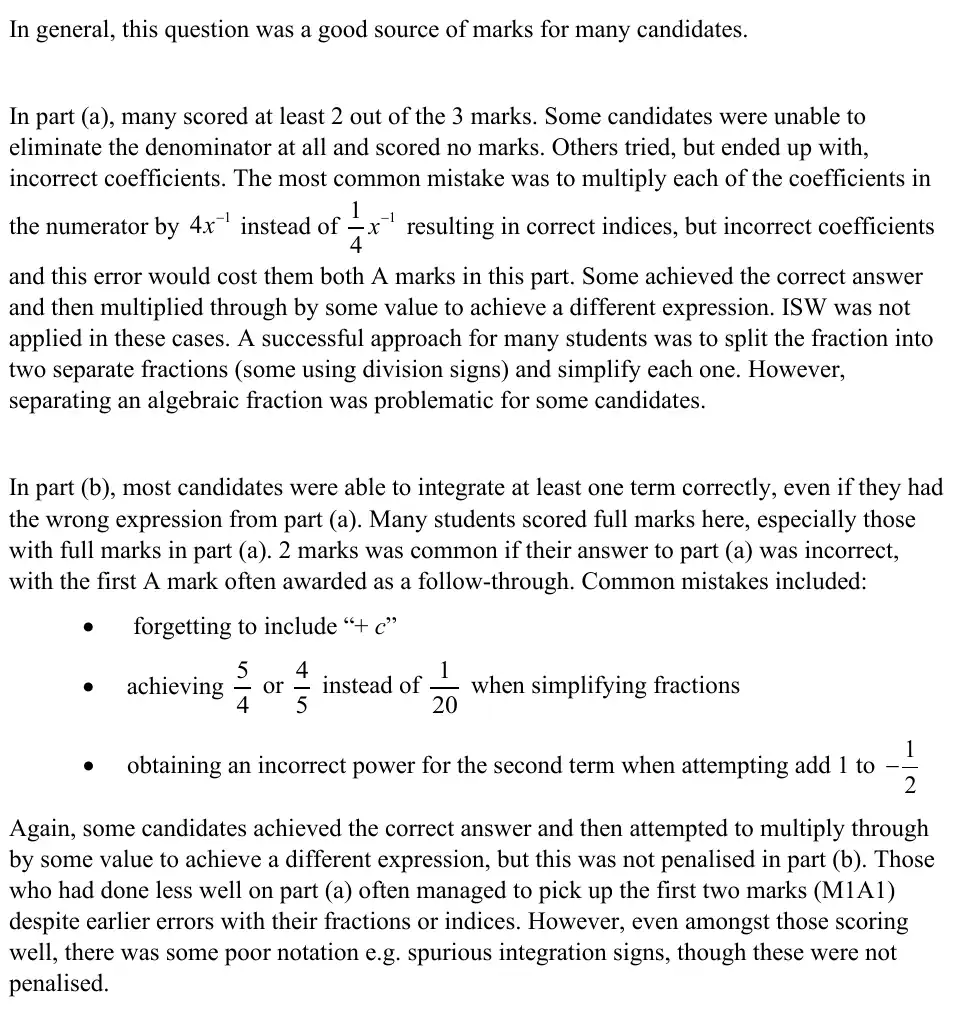 In general, this question was a good source of marks for many candidates.
In part (a), many scored at least 2 out of the 3 marks. Some candidates were unable to
eliminate the denominator at all and scored no marks. Others tried, but ended up with,
incorrect coefficients. The most common mistake was to multiply each of the coefficients in
the numerator by 4x⁻¹ instead of 1/4 x⁻¹ resulting in correct indices, but incorrect coefficients
and this error would cost them both A marks in this part. Some achieved the correct answer
and then multiplied through by some value to achieve a different expression. ISW was not
applied in these cases. A successful approach for many students was to split the fraction into
two separate fractions (some using division signs) and simplify each one. However,
separating an algebraic fraction was problematic for some candidates.
In part (b), most candidates were able to integrate at least one term correctly, even if they had
the wrong expression from part (a). Many students scored full marks here, especially those
with full marks in part (a). 2 marks was common if their answer to part (a) was incorrect,
with the first A mark often awarded as a follow-through. Common mistakes included:
• forgetting to include “+ c”
• achieving 5/4 or 4/5 instead of 1/20 when simplifying fractions
• obtaining an incorrect power for the second term when attempting add 1 to −1/2
Again, some candidates achieved the correct answer and then attempted to multiply through
by some value to achieve a different expression, but this was not penalised in part (b). Those
who had done less well on part (a) often managed to pick up the first two marks (M1A1)
despite earlier errors with their fractions or indices. However, even amongst those scoring
well, there was some poor notation e.g. spurious integration signs, though these were not
penalised.